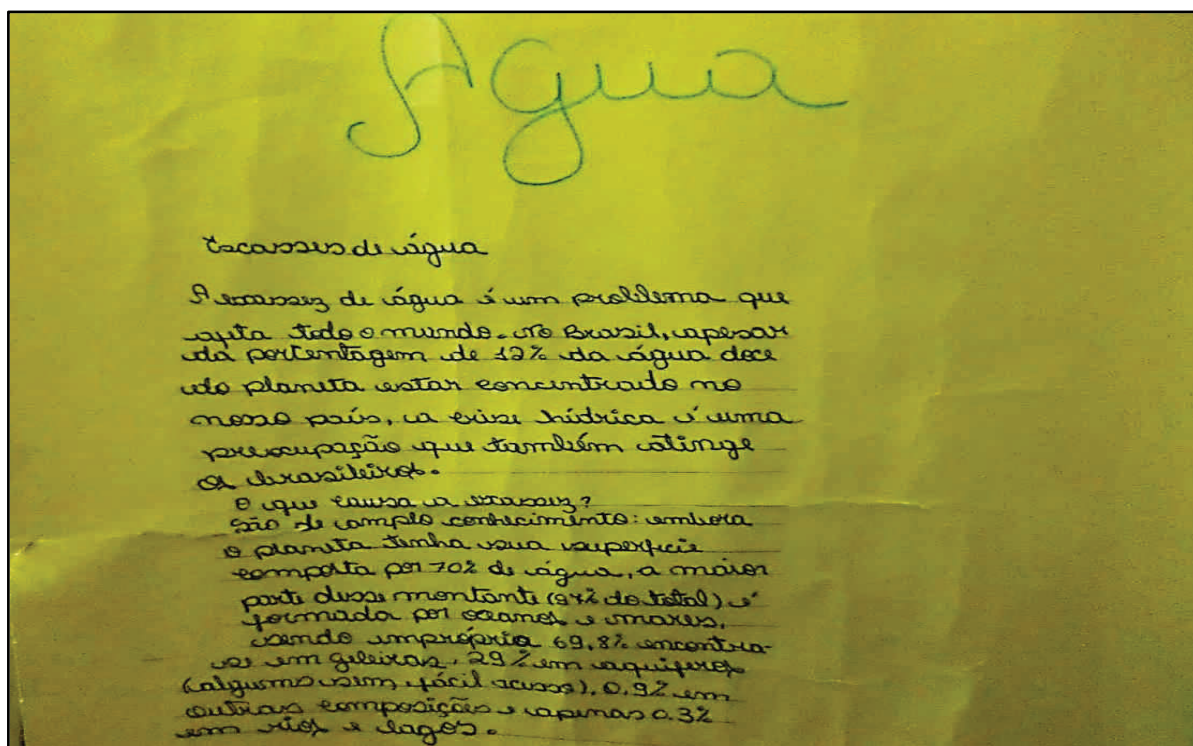 Agua
Escasses de água
A escassez de água é um problema que
afeta todo o mundo. No Brasil, apesar
da portentagem de 12% da água doce
do planeta estar concentrado no
nosso país, a crise hídrica é uma
preocupação que também atinge
os brasileiros.
O que causa a escassez?
São de amplo conhecimento: embora
o planeta tenha sua superfície
composta por 70% de água, a maior
parte desse montante (97% do total) é
formada por oceanos e mares,
sendo imprópria 69,8% encontra-
se em geleiras, 29% em aquíferos
(alguns sem fácil acesso), 0.9% em
outras composições e apenas 0.3%
em rios e lagos.